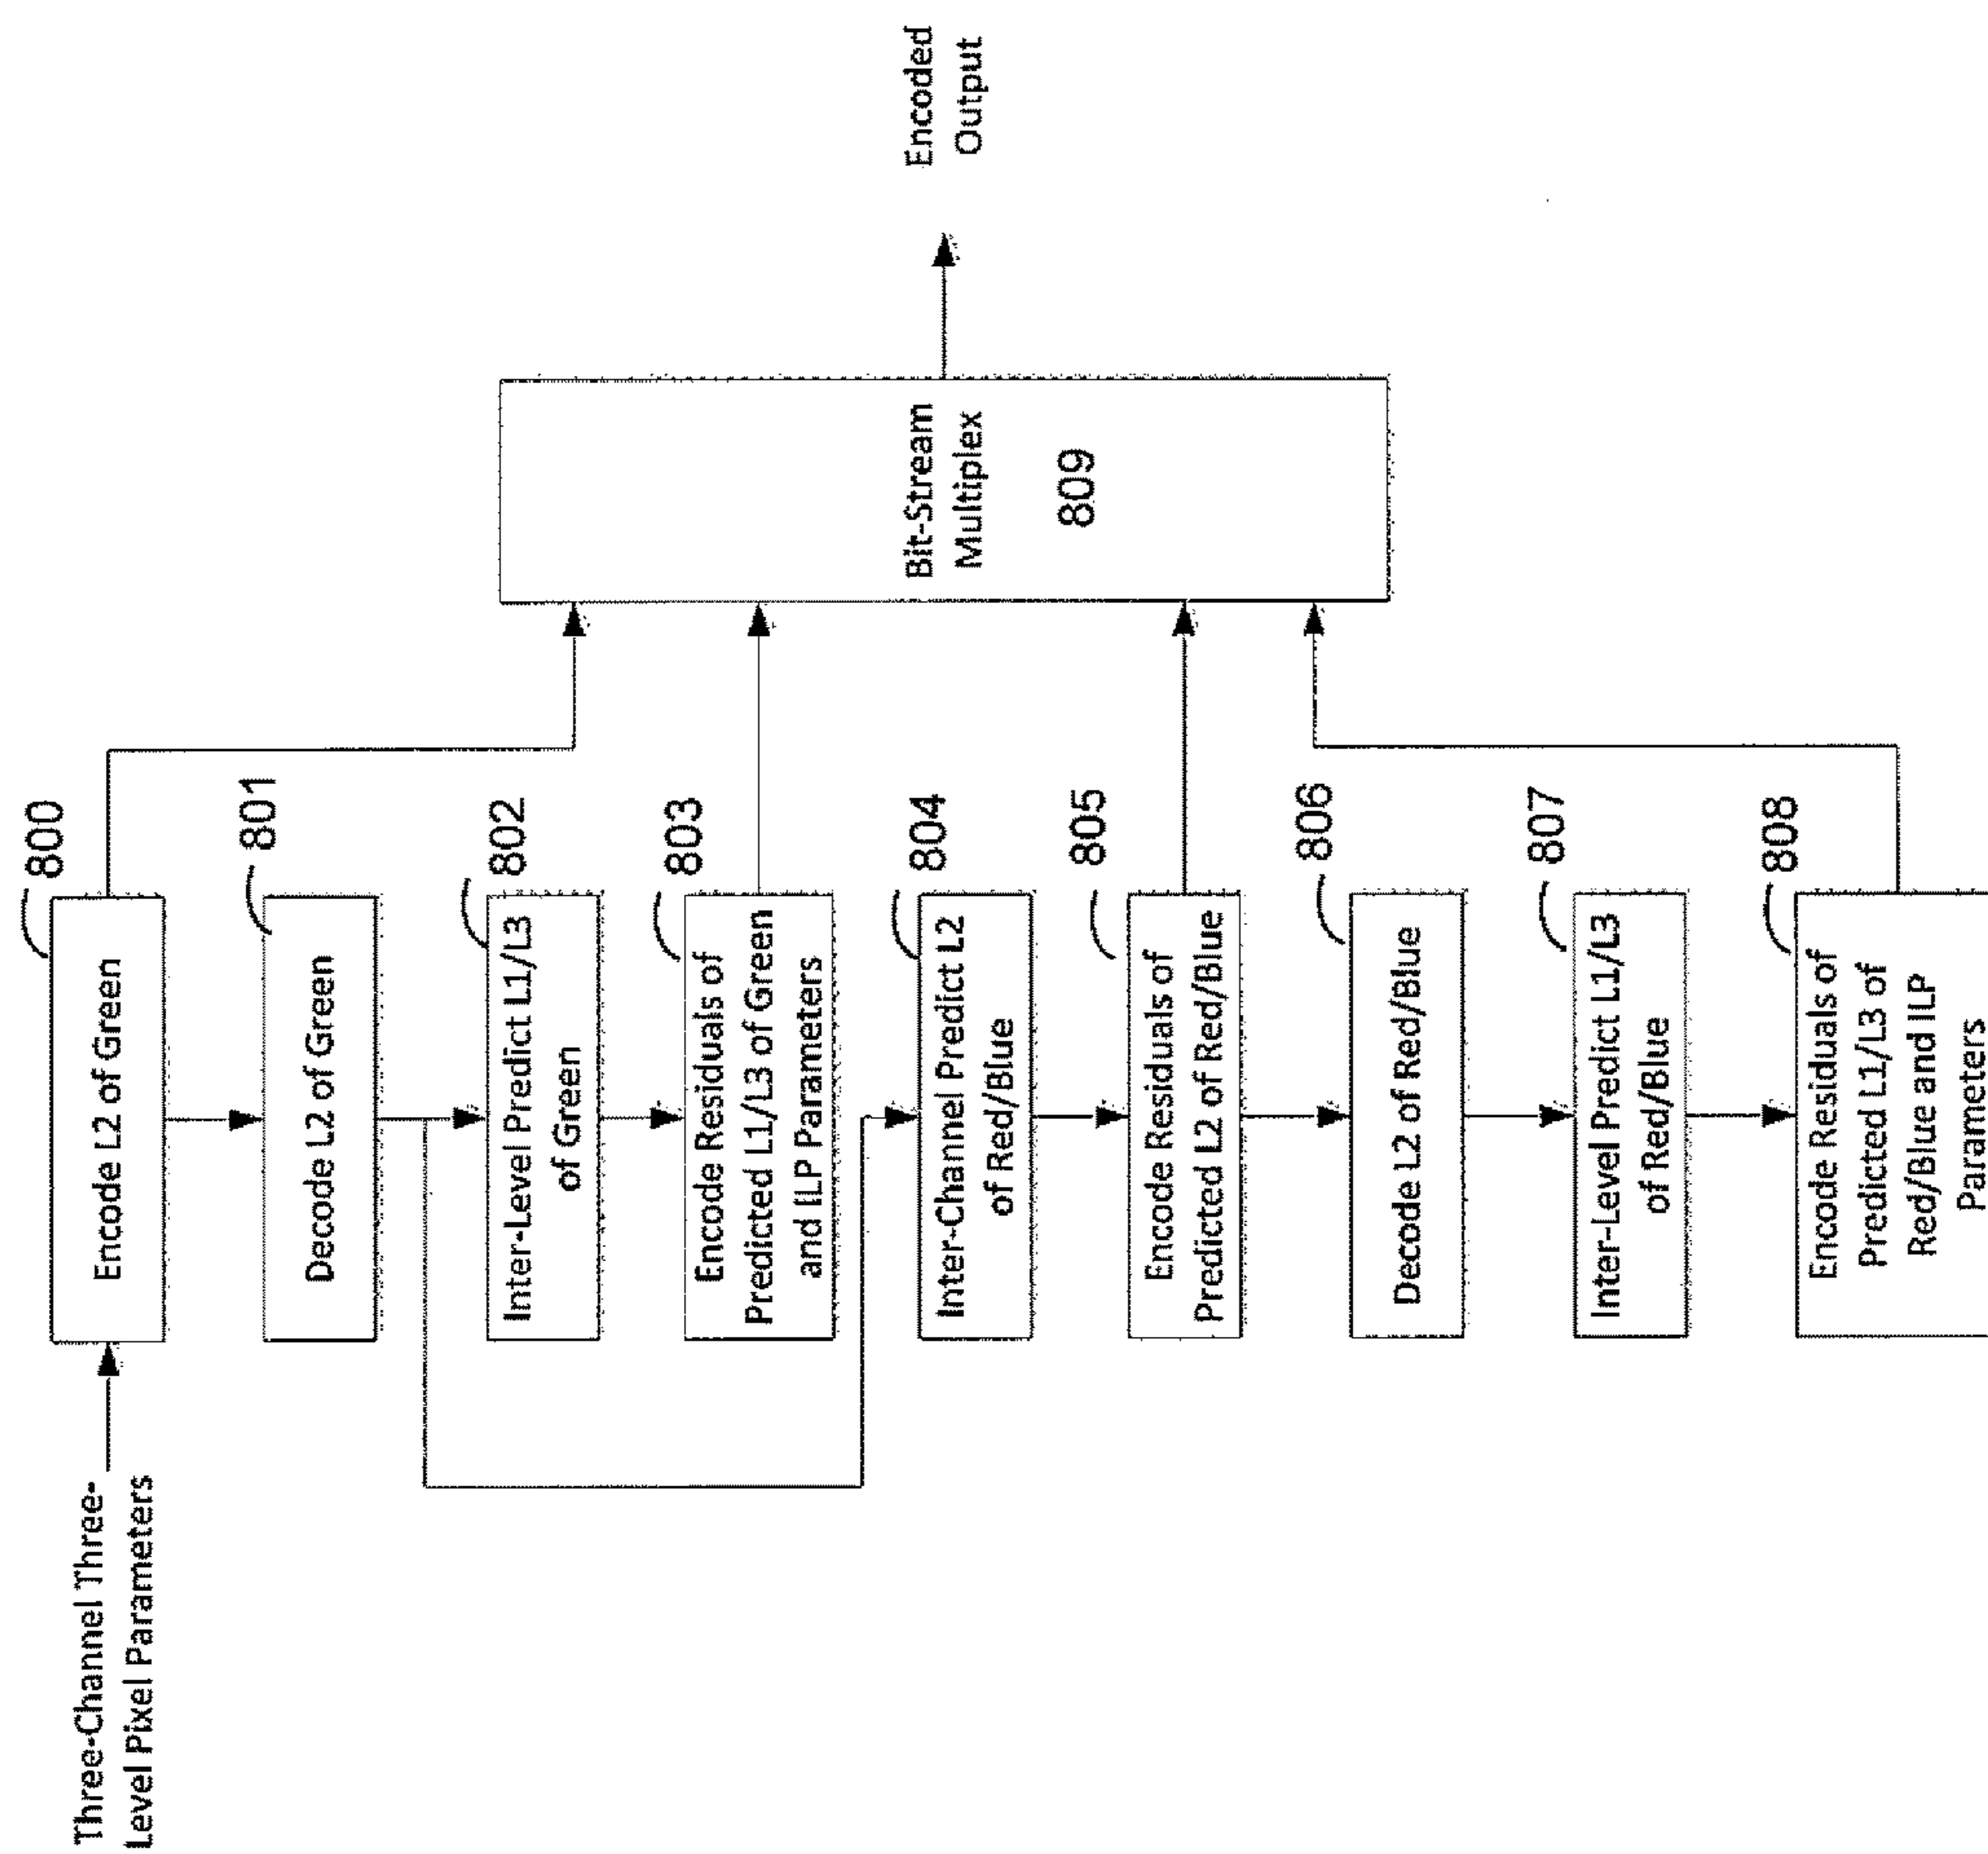 Three-Channel Three-
Level Pixel Parameters
800
Encode L2 of Green
801
Decode L2 of Green
802
Inter-Level Predict L1/L3
of Green
803
Encode Residuals of
Predicted L1/L3 of Green
and ILP Parameters
804
Inter-Channel Predict L2
of Red/Blue
805
Encode Residuals of
Predicted L2 of Red/Blue
806
Decode L2 of Red/Blue
807
Inter-Level Predict L1/L3
of Red/Blue
808
Encode Residuals of
Predicted L1/L3 of
Red/Blue and ILP
Parameters
Bit-Stream
Multiplex
809
Encoded
Output